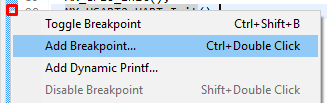 Toggle Breakpoint Ctrl+Shift+B
Add Breakpoint... Ctrl+Double Click
Add Dynamic Printf...
Disable Breakpoint Shift+Double Click